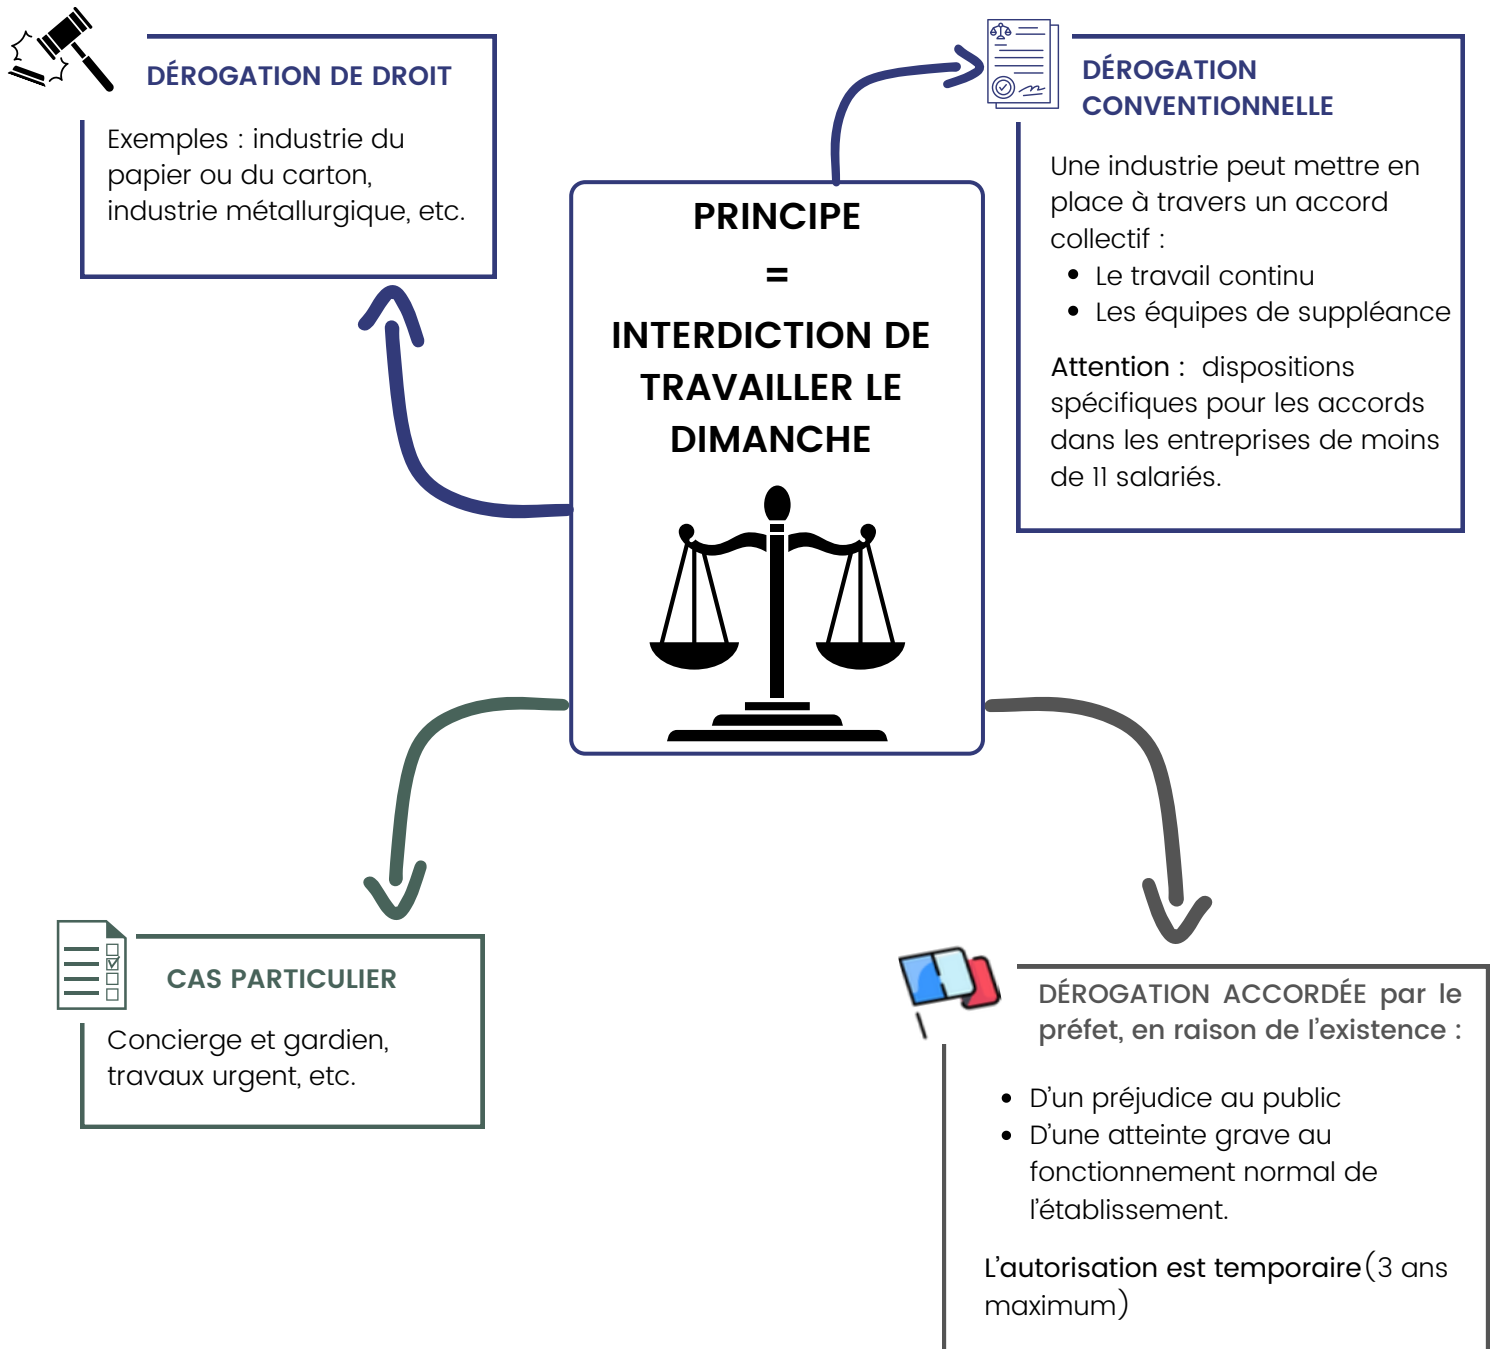 DÉROGATION DE DROIT
Exemples : industrie du
papier ou du carton,
industrie métallurgique, etc.
DÉROGATION
CONVENTIONNELLE
Une industrie peut mettre en
place à travers un accord
collectif :
• Le travail continu
• Les équipes de suppléance
Attention : dispositions
spécifiques pour les accords
dans les entreprises de moins
de 11 salariés.
PRINCIPE
=
INTERDICTION DE
TRAVAILLER LE
DIMANCHE
CAS PARTICULIER
Concierge et gardien,
travaux urgent, etc.
DÉROGATION ACCORDÉE par le
préfet, en raison de l'existence :
• D'un préjudice au public
• D'une atteinte grave au
fonctionnement normal de
l'établissement.
L'autorisation est temporaire(3 ans
maximum)